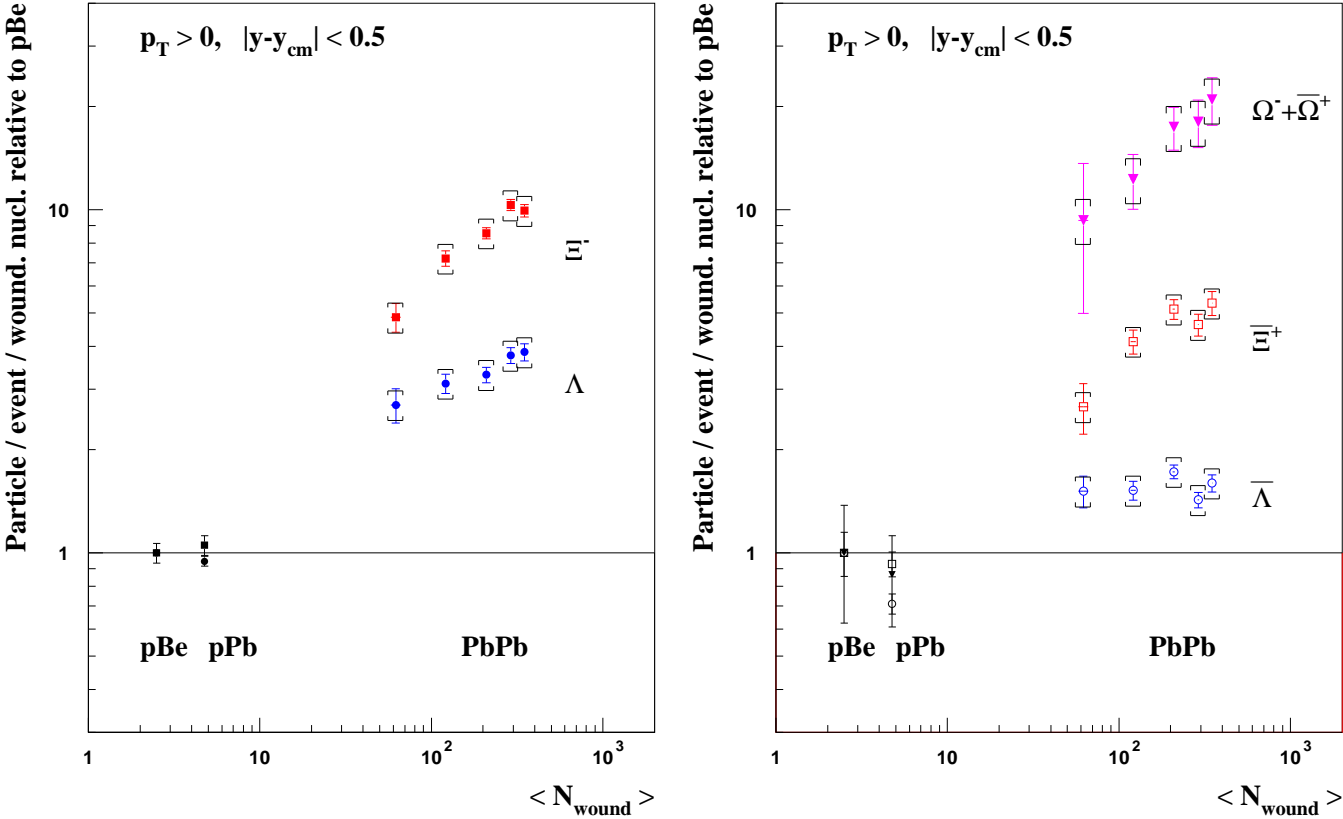 Particle / event / wound. nucl. relative to pBe
p_T > 0, |y-y_cm| < 0.5
10
Ξ⁻
Λ
1
pBe pPb PbPb
1 10 10² 10³
< N_wound >
Particle / event / wound. nucl. relative to pBe
p_T > 0, |y-y_cm| < 0.5
Ω⁻+Ω̅⁺
10
Ξ̅⁺
Λ̅
1
pBe pPb PbPb
1 10 10² 10³
< N_wound >